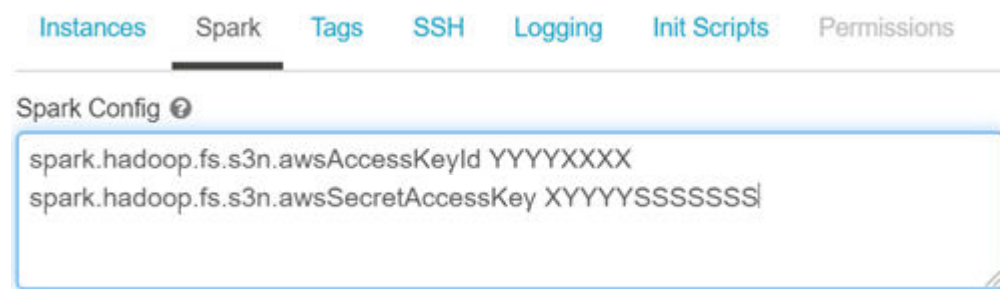 Instances Spark Tags SSH Logging Init Scripts Permissions
Spark Config ?
spark.hadoop.fs.s3n.awsAccessKeyId YYYYXXXX
spark.hadoop.fs.s3n.awsSecretAccessKey XYYYYSSSSSSS